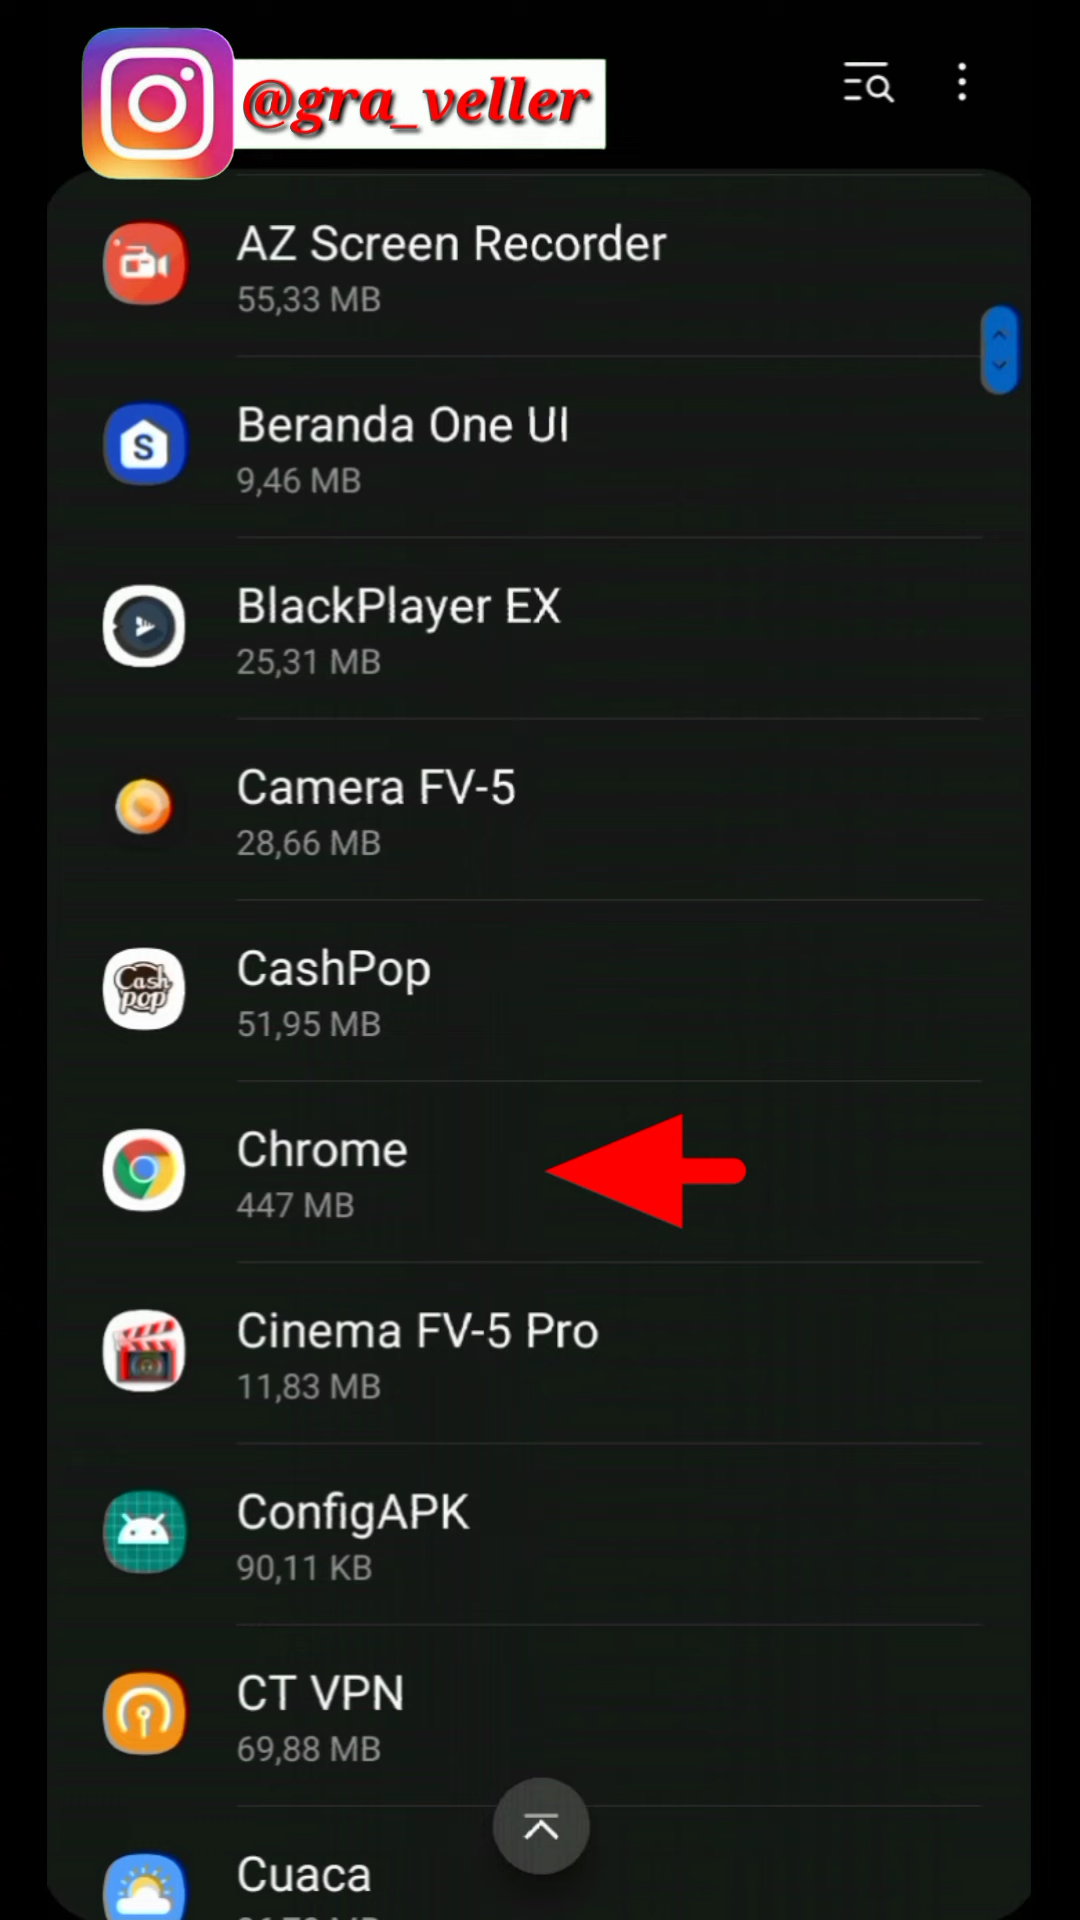 @gra_veller
AZ Screen Recorder
55,33 MB
Beranda One UI
9,46 MB
S
BlackPlayer EX
25,31 MB
Camera FV-5
28,66 MB
CashPop
51,95 MB
Cash
pop
Chrome
447 MB
Cinema FV-5 Pro
11,83 MB
ConfigAPK
90,11 KB
CT VPN
69,88 MB
Cuaca